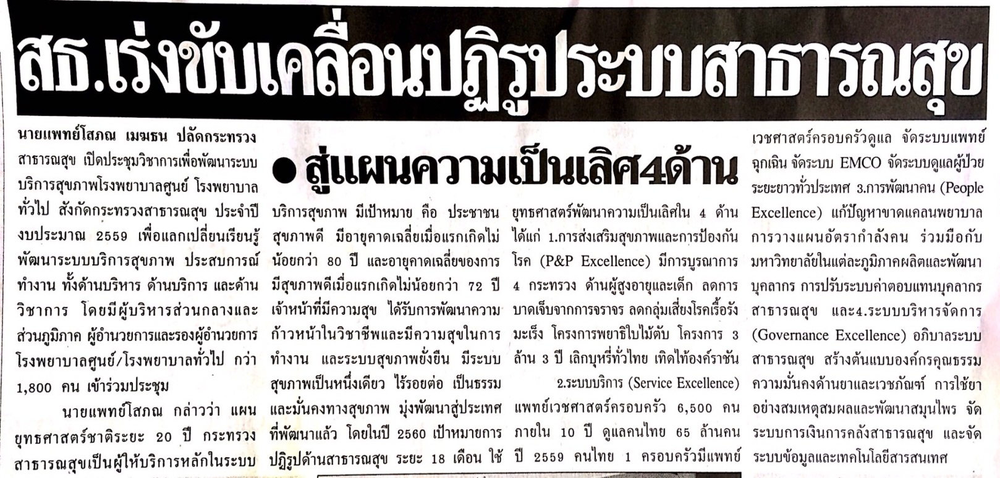 สธ.เร่งขับเคลื่อนปฏิรูประบบสาธารณสุข
● สู่แผนความเป็นเลิศ4ด้าน
นายแพทย์โสภณ เมฆธน ปลัดกระทรวง
สาธารณสุข เปิดประชุมวิชาการเพื่อพัฒนาระบบ
บริการสุขภาพโรงพยาบาลศูนย์ โรงพยาบาล
ทั่วไป สังกัดกระทรวงสาธารณสุข ประจำปี
งบประมาณ 2559 เพื่อแลกเปลี่ยนเรียนรู้
พัฒนาระบบบริการสุขภาพ ประสบการณ์
ทำงาน ทั้งด้านบริหาร ด้านบริการ และด้าน
วิชาการ โดยมีผู้บริหารส่วนกลางและ
ส่วนภูมิภาค ผู้อำนวยการและรองผู้อำนวยการ
โรงพยาบาลศูนย์/โรงพยาบาลทั่วไป กว่า
1,800 คน เข้าร่วมประชุม
นายแพทย์โสภณ กล่าวว่า แผน
ยุทธศาสตร์ชาติระยะ 20 ปี กระทรวง
สาธารณสุขเป็นผู้ให้บริการหลักในระบบ
บริการสุขภาพ มีเป้าหมาย คือ ประชาชน
สุขภาพดี มีอายุคาดเฉลี่ยเมื่อแรกเกิดไม่
น้อยกว่า 80 ปี และอายุคาดเฉลี่ยของการ
มีสุขภาพดีเมื่อแรกเกิดไม่น้อยกว่า 72 ปี
เจ้าหน้าที่มีความสุข ได้รับการพัฒนาความ
ก้าวหน้าในวิชาชีพและมีความสุขในการ
ทำงาน และระบบสุขภาพยั่งยืน มีระบบ
สุขภาพเป็นหนึ่งเดียว ไร้รอยต่อ เป็นธรรม
และมั่นคงทางสุขภาพ มุ่งพัฒนาสู่ประเทศ
ที่พัฒนาแล้ว โดยในปี 2560 เป้าหมายการ
ปฏิรูปด้านสาธารณสุข ระยะ 18 เดือน ใช้
ยุทธศาสตร์พัฒนาความเป็นเลิศใน 4 ด้าน
ได้แก่ 1.การส่งเสริมสุขภาพและการป้องกัน
โรค (P&P Excellence) มีการบูรณาการ
4 กระทรวง ด้านผู้สูงอายุและเด็ก ลดการ
บาดเจ็บจากการจราจร ลดกลุ่มเสี่ยงโรคเรื้อรัง
มะเร็ง โครงการพยาธิใบไม้ตับ โครงการ 3
ล้าน 3 ปี เลิกบุหรี่ทั่วไทย เทิดไท้องค์ราชัน
2.ระบบบริการ (Service Excellence)
แพทย์เวชศาสตร์ครอบครัว 6,500 คน
ภายใน 10 ปี ดูแลคนไทย 65 ล้านคน
ปี 2559 คนไทย 1 ครอบครัวมีแพทย์
เวชศาสตร์ครอบครัวดูแล จัดระบบแพทย์
ฉุกเฉิน จัดระบบ EMCO จัดระบบดูแลผู้ป่วย
ระยะยาวทั่วประเทศ 3.การพัฒนาคน (People
Excellence) แก้ปัญหาขาดแคลนพยาบาล
การวางแผนอัตรากำลังคน ร่วมมือกับ
มหาวิทยาลัยในแต่ละภูมิภาคผลิตและพัฒนา
บุคลากร การปรับระบบค่าตอบแทนบุคลากร
สาธารณสุข และ4.ระบบบริหารจัดการ
(Governance Excellence) อภิบาลระบบ
สาธารณสุข สร้างต้นแบบองค์กรคุณธรรม
ความมั่นคงด้านยาและเวชภัณฑ์ การใช้ยา
อย่างสมเหตุสมผลและพัฒนาสมุนไพร จัด
ระบบการเงินการคลังสาธารณสุข และจัด
ระบบข้อมูลและเทคโนโลยีสารสนเทศ